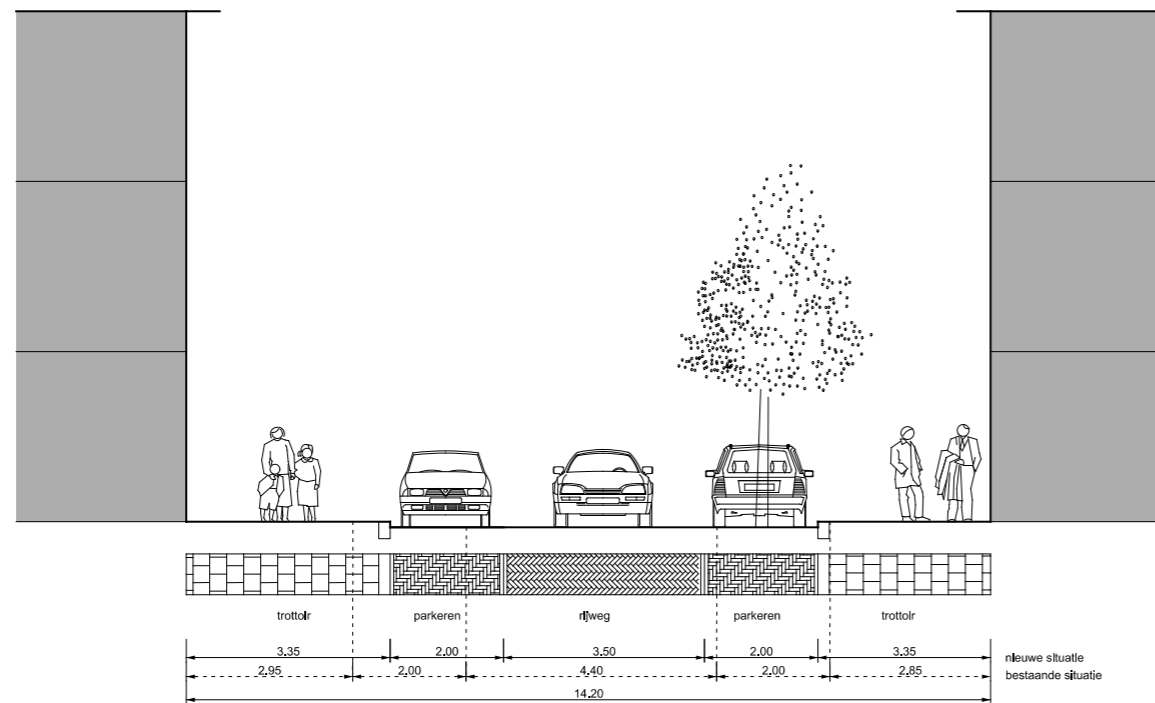 trottoir parkeren rijweg parkeren trottoir
3.35 2.00 3.50 2.00 3.35 nieuwe situatie
2.95 2.00 4.40 2.00 2.85 bestaande situatie
14.20